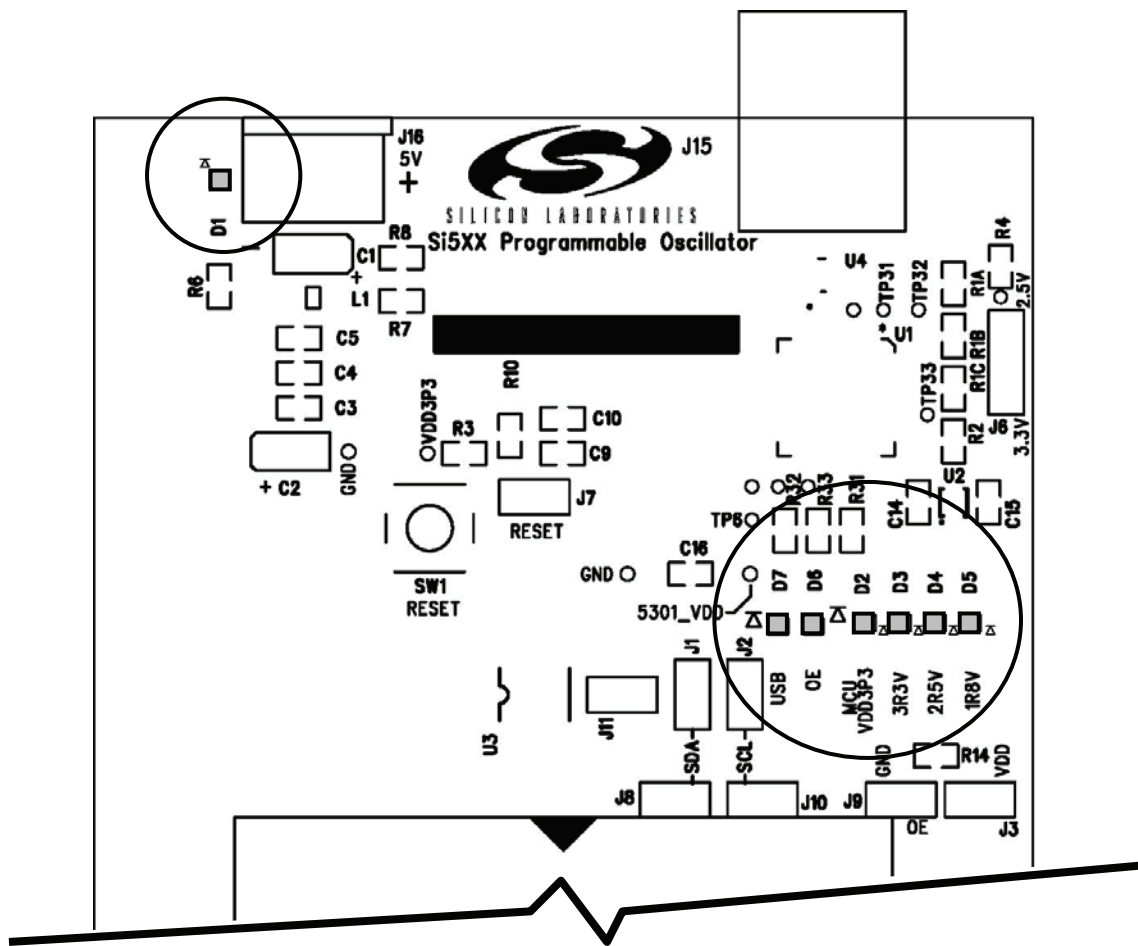 J16
5V
+
J15
SILICON LABORATORIES
Si5XX Programmable Oscillator
D1
R6
C1
+
R8
L1
R7
C5
C4
C3
+ C2
GND
VDD3P3
R3
R10
C10
C9
J7
RESET
SW1
RESET
U4
TP31
TP32
R4
2.5V
R1A
U1
R1B
R1C
TP33
J6
3.3V
R2
U2
C14
C15
R32
R33
R31
TP6
C16
GND
5301_VDD
D7
D6
D2
D3
D4
D5
USB
OE
MCU
VDD3P3
3R3V
2R5V
1R8V
J1
J2
U3
J11
SDA
SCL
GND
R14
VDD
J8
J10
J9
OE
J3